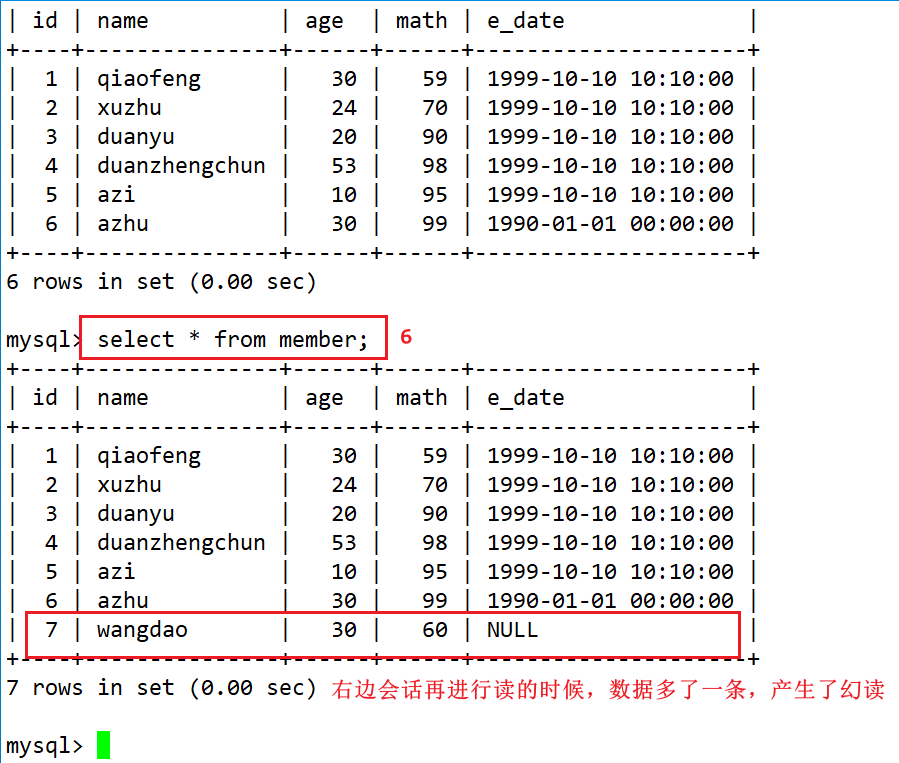 | id | name          | age  | math | e_date              |
+----+---------------+------+------+---------------------+
|  1 | qiaofeng      |   30 |   59 | 1999-10-10 10:10:00 |
|  2 | xuzhu         |   24 |   70 | 1999-10-10 10:10:00 |
|  3 | duanyu        |   20 |   90 | 1999-10-10 10:10:00 |
|  4 | duanzhengchun |   53 |   98 | 1999-10-10 10:10:00 |
|  5 | azi           |   10 |   95 | 1999-10-10 10:10:00 |
|  6 | azhu          |   30 |   99 | 1990-01-01 00:00:00 |
+----+---------------+------+------+---------------------+
6 rows in set (0.00 sec)
mysql> select * from member; 6
+----+---------------+------+------+---------------------+
| id | name          | age  | math | e_date              |
+----+---------------+------+------+---------------------+
|  1 | qiaofeng      |   30 |   59 | 1999-10-10 10:10:00 |
|  2 | xuzhu         |   24 |   70 | 1999-10-10 10:10:00 |
|  3 | duanyu        |   20 |   90 | 1999-10-10 10:10:00 |
|  4 | duanzhengchun |   53 |   98 | 1999-10-10 10:10:00 |
|  5 | azi           |   10 |   95 | 1999-10-10 10:10:00 |
|  6 | azhu          |   30 |   99 | 1990-01-01 00:00:00 |
|  7 | wangdao       |   30 |   60 | NULL                |
+----+---------------+------+------+---------------------+
7 rows in set (0.00 sec) 右边会话再进行读的时候，数据多了一条，产生了幻读
mysql>